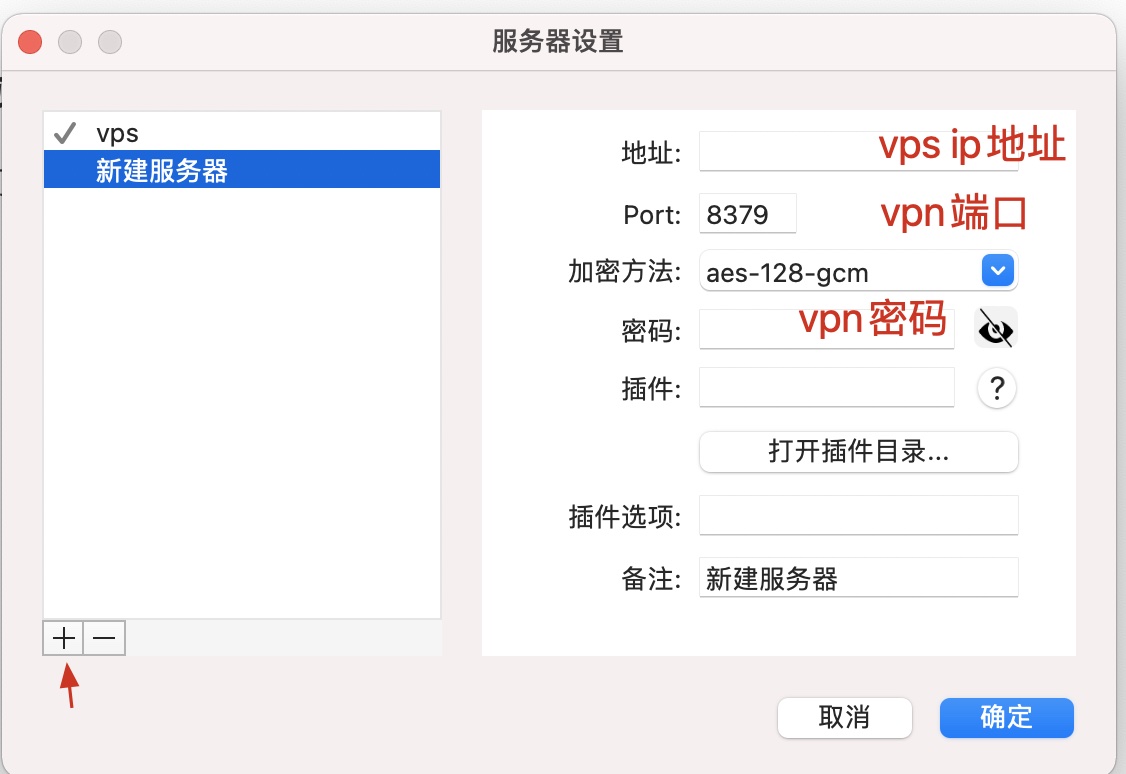 服务器设置
vps
新建服务器
地址: vps ip地址
Port: 8379 vpn端口
加密方法: aes-128-gcm
密码: vpn密码
插件: ?
打开插件目录...
插件选项:
备注: 新建服务器
取消 确定